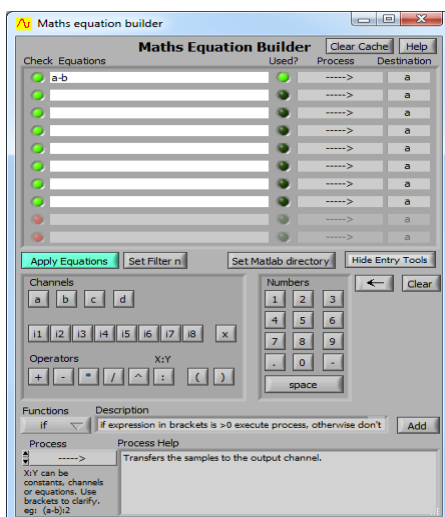 Maths equation builder
Maths Equation Builder Clear Cache Help
Check Equations Used? Process Destination
a-b -----> a
-----> a
-----> a
-----> a
-----> a
-----> a
-----> a
-----> a
-----> a
-----> a
Apply Equations Set Filter n Set Matlab directory Hide Entry Tools
Channels Numbers Clear
a b c d 1 2 3
4 5 6
i1 i2 i3 i4 i5 i6 i7 i8 x 7 8 9
Operators X:Y . 0 -
+ - * / ^ : ( ) space
Functions Description
if if expression in brackets is >0 execute process, otherwise don't Add
Process Process Help
-----> Transfers the samples to the output channel.
X:Y can be
constants, channels
or equations. Use
brackets to clarify.
eg: (a-b):2